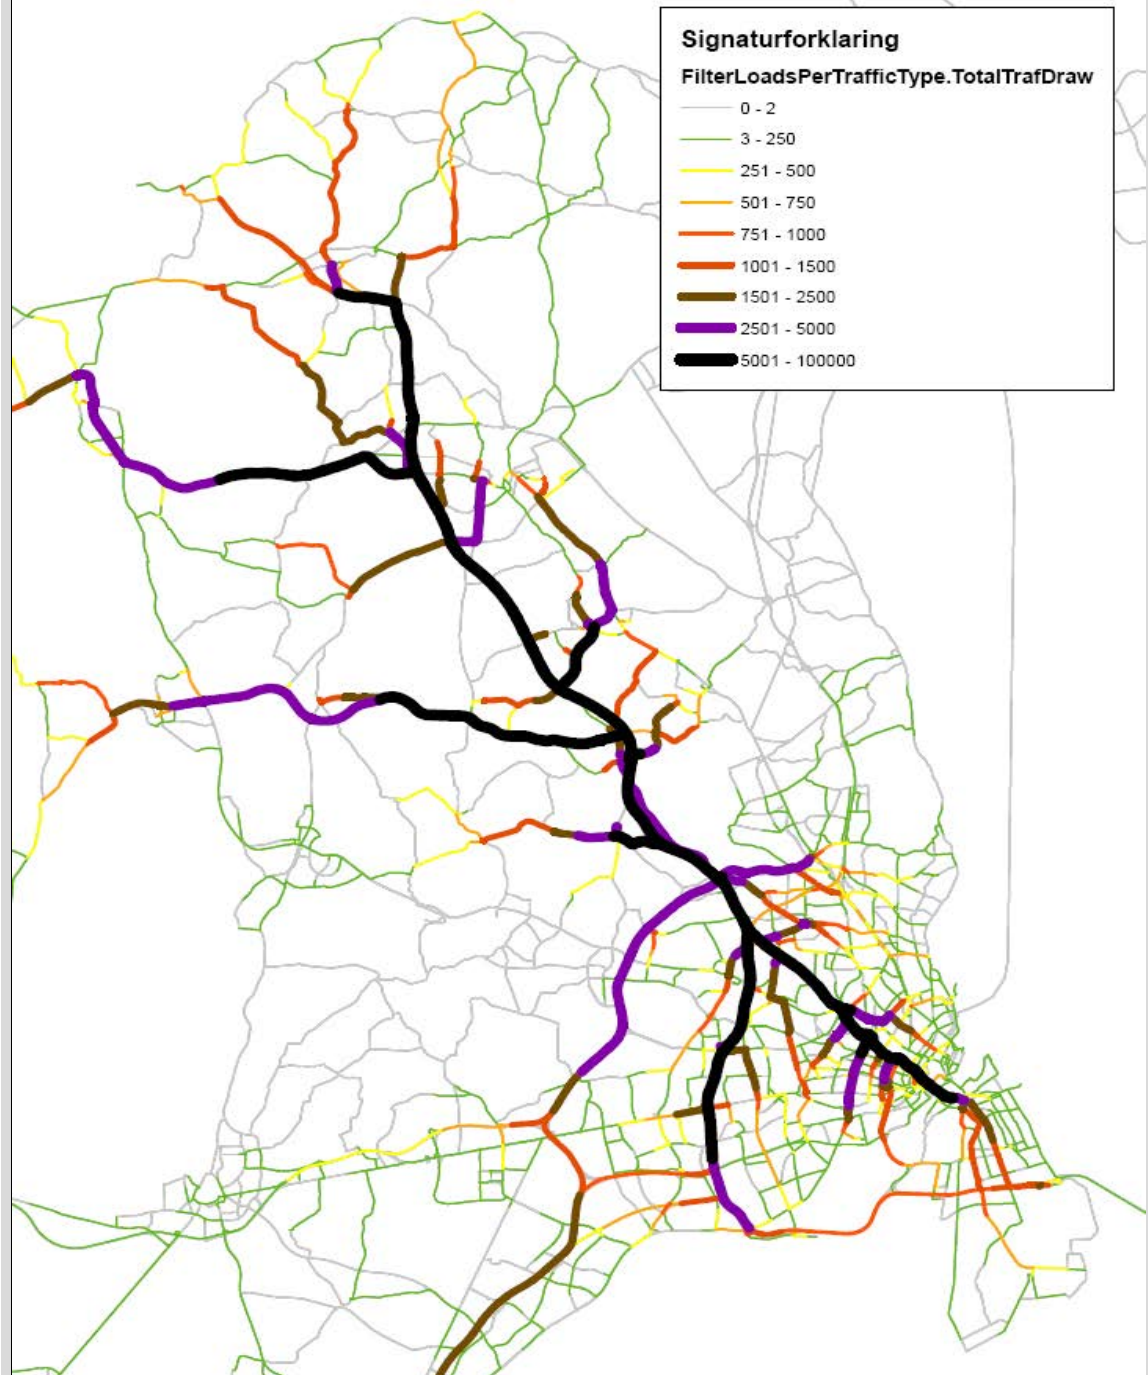 Signaturforklaring
FilterLoadsPerTrafficType.TotalTrafDraw
0 - 2
3 - 250
251 - 500
501 - 750
751 - 1000
1001 - 1500
1501 - 2500
2501 - 5000
5001 - 100000